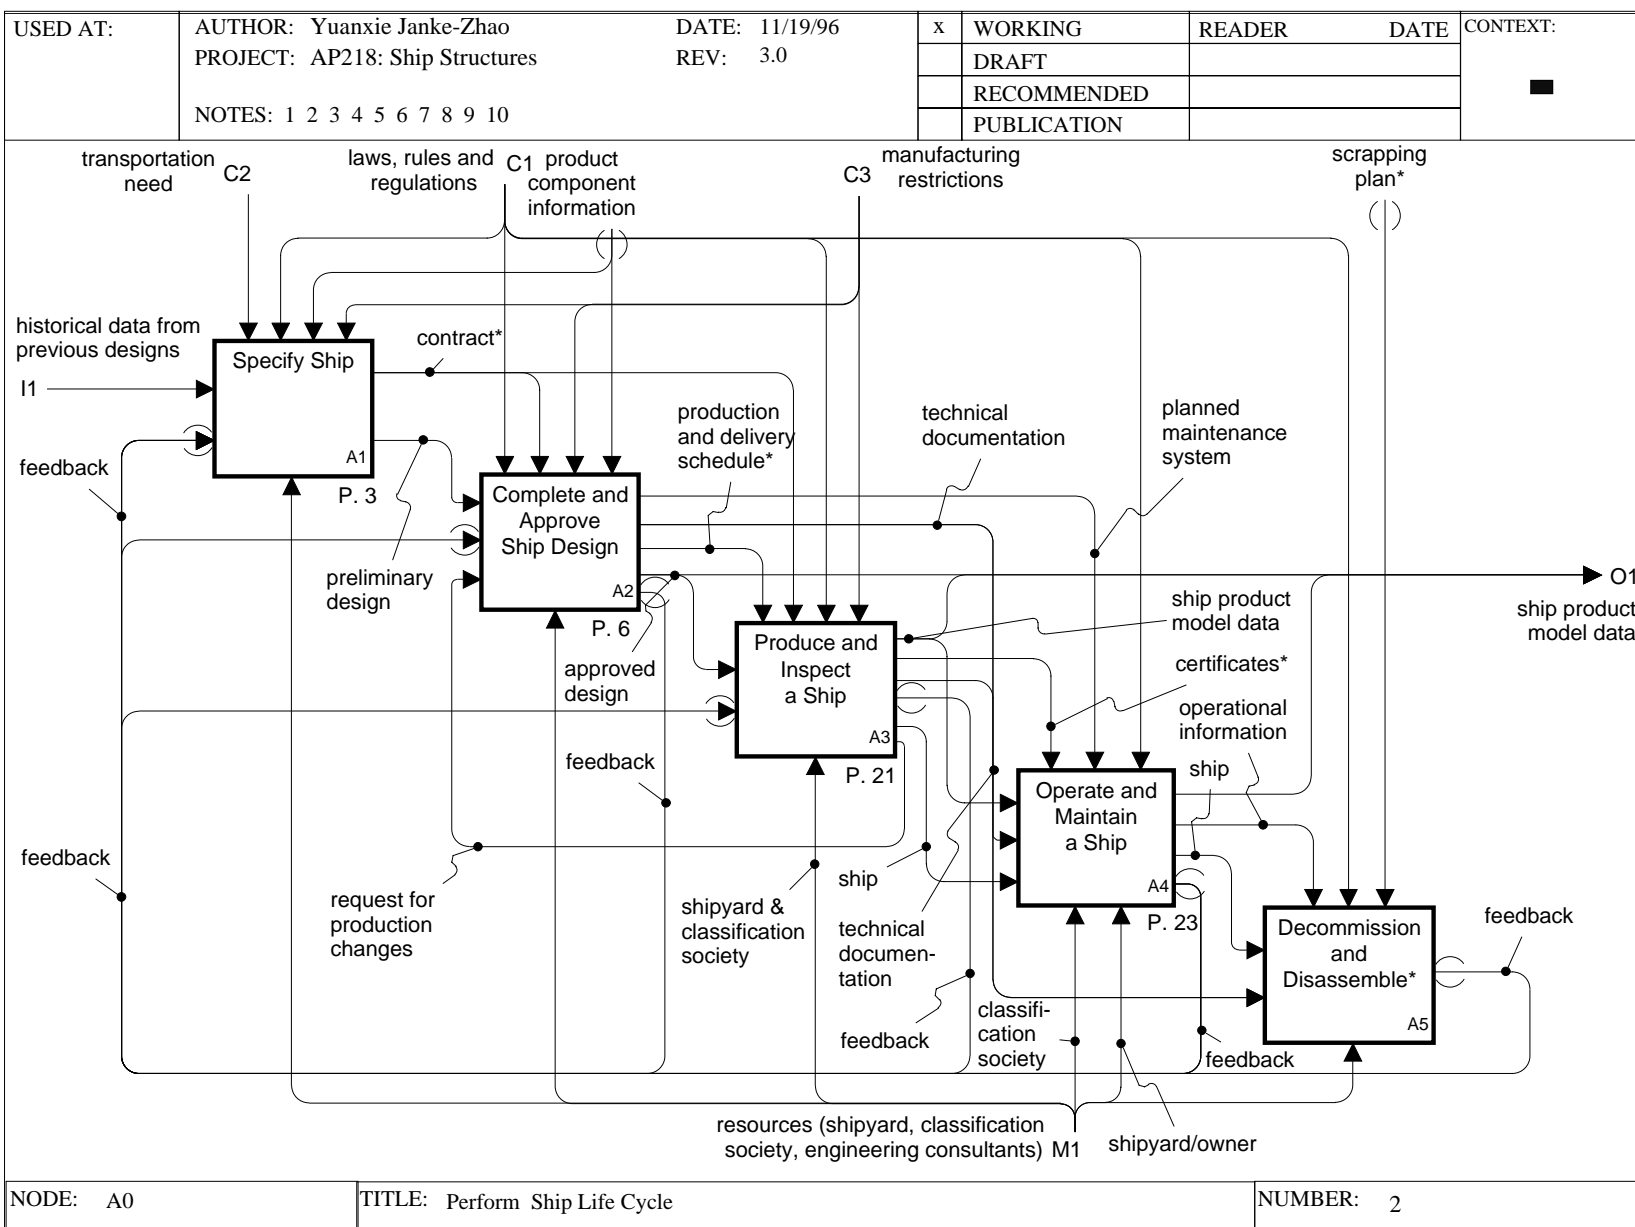 USED AT:
AUTHOR: Yuanxie Janke-Zhao
DATE: 11/19/96
PROJECT: AP218: Ship Structures
REV: 3.0
NOTES: 1 2 3 4 5 6 7 8 9 10
x WORKING
DRAFT
RECOMMENDED
PUBLICATION
READER DATE
CONTEXT:
transportation
need
C2
laws, rules and
regulations
C1
product
component
information
C3
manufacturing
restrictions
scrapping
plan*
historical data from
previous designs
I1
Specify Ship
A1
P. 3
contract*
feedback
preliminary
design
Complete and
Approve
Ship Design
A2
P. 6
production
and delivery
schedule*
technical
documentation
planned
maintenance
system
O1
ship product
model data
ship product
model data
approved
design
Produce and
Inspect
a Ship
A3
P. 21
certificates*
operational
information
ship
feedback
Operate and
Maintain
a Ship
A4
P. 23
feedback
request for
production
changes
shipyard &
classification
society
ship
technical
documen-
tation
feedback
classifi-
cation
society
feedback
Decommission
and
Disassemble*
A5
feedback
resources (shipyard, classification
society, engineering consultants) M1
shipyard/owner
NODE: A0
TITLE: Perform Ship Life Cycle
NUMBER: 2